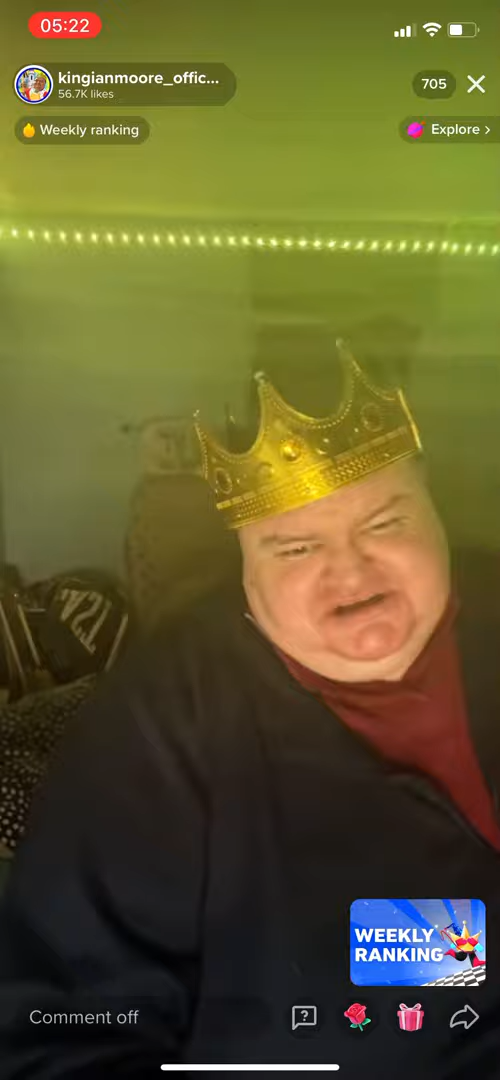 05:22
kingianmoore_offic...
56.7K likes
705
Weekly ranking
Explore >
WEEKLY
RANKING
Comment off